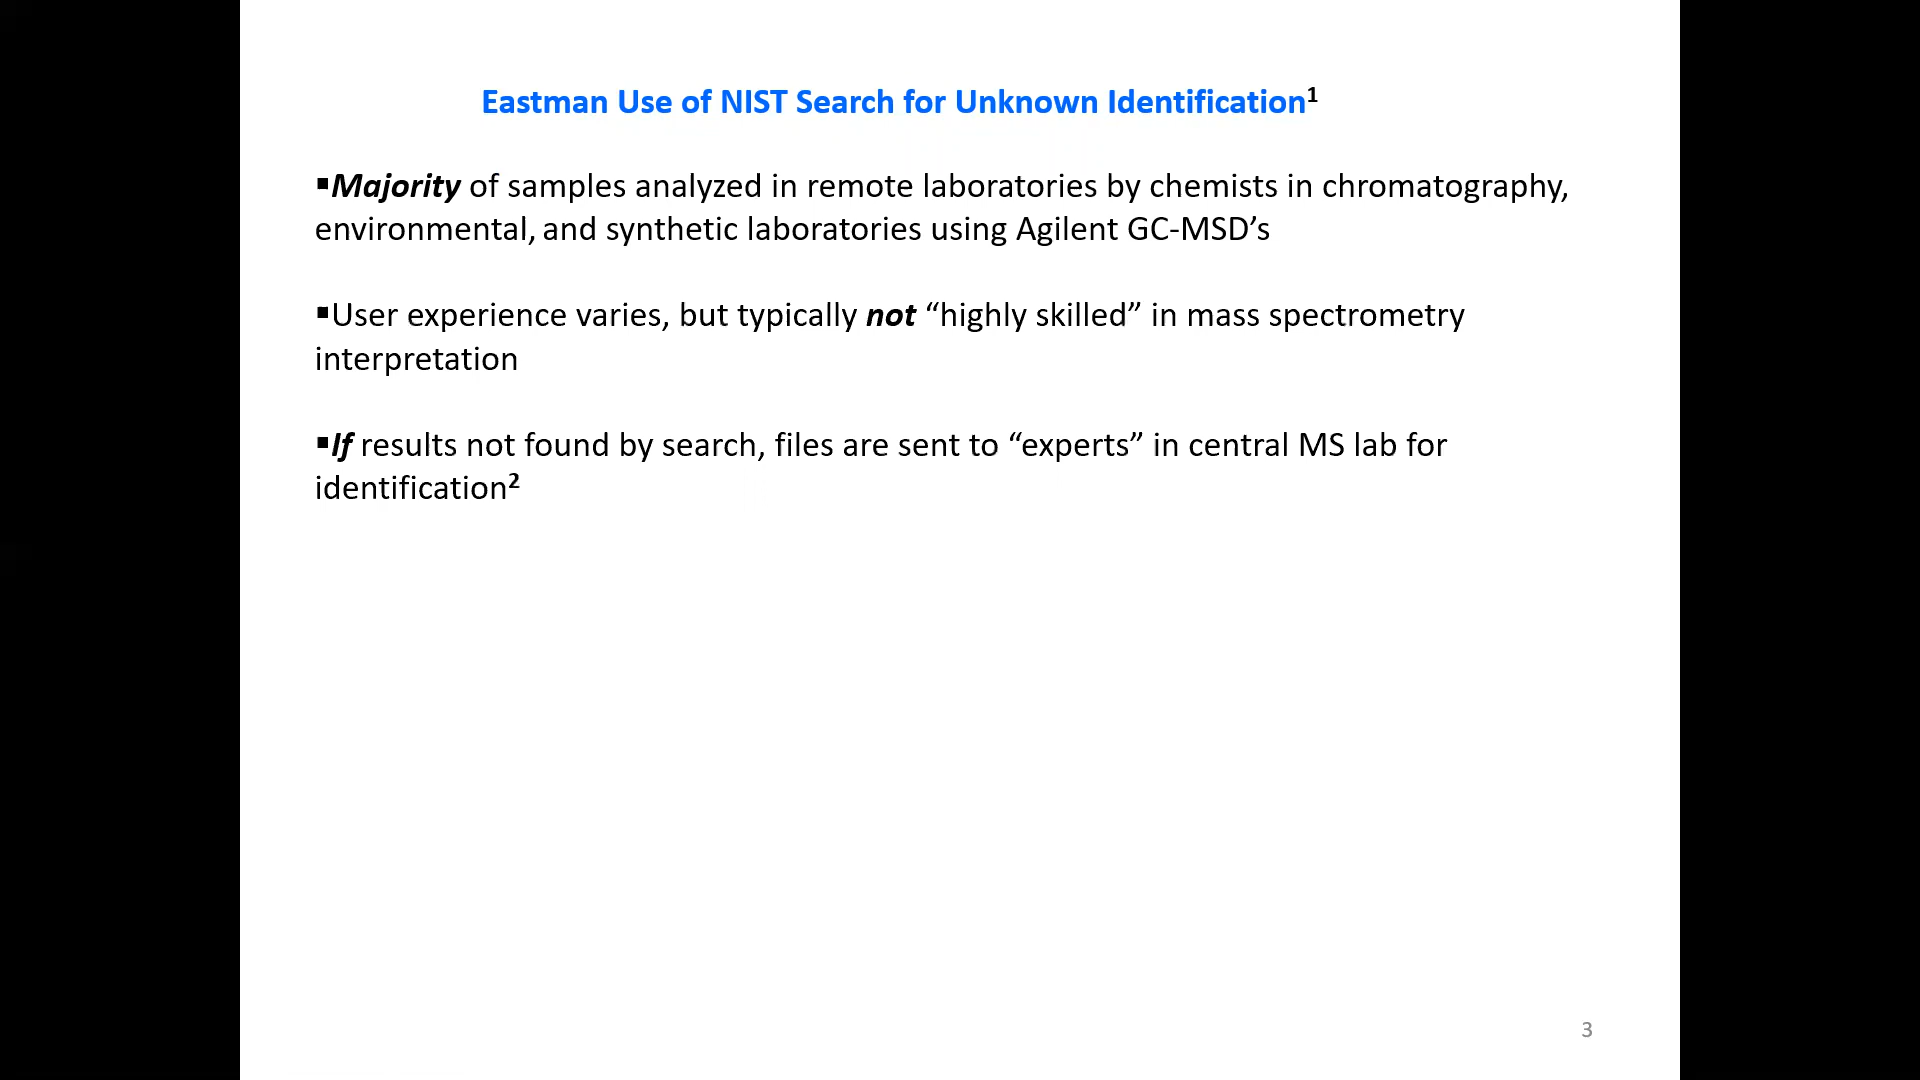 Eastman Use of NIST Search for Unknown Identification¹
▪Majority of samples analyzed in remote laboratories by chemists in chromatography,
environmental, and synthetic laboratories using Agilent GC-MSD’s
▪User experience varies, but typically not “highly skilled” in mass spectrometry
interpretation
▪If results not found by search, files are sent to “experts” in central MS lab for
identification²
3